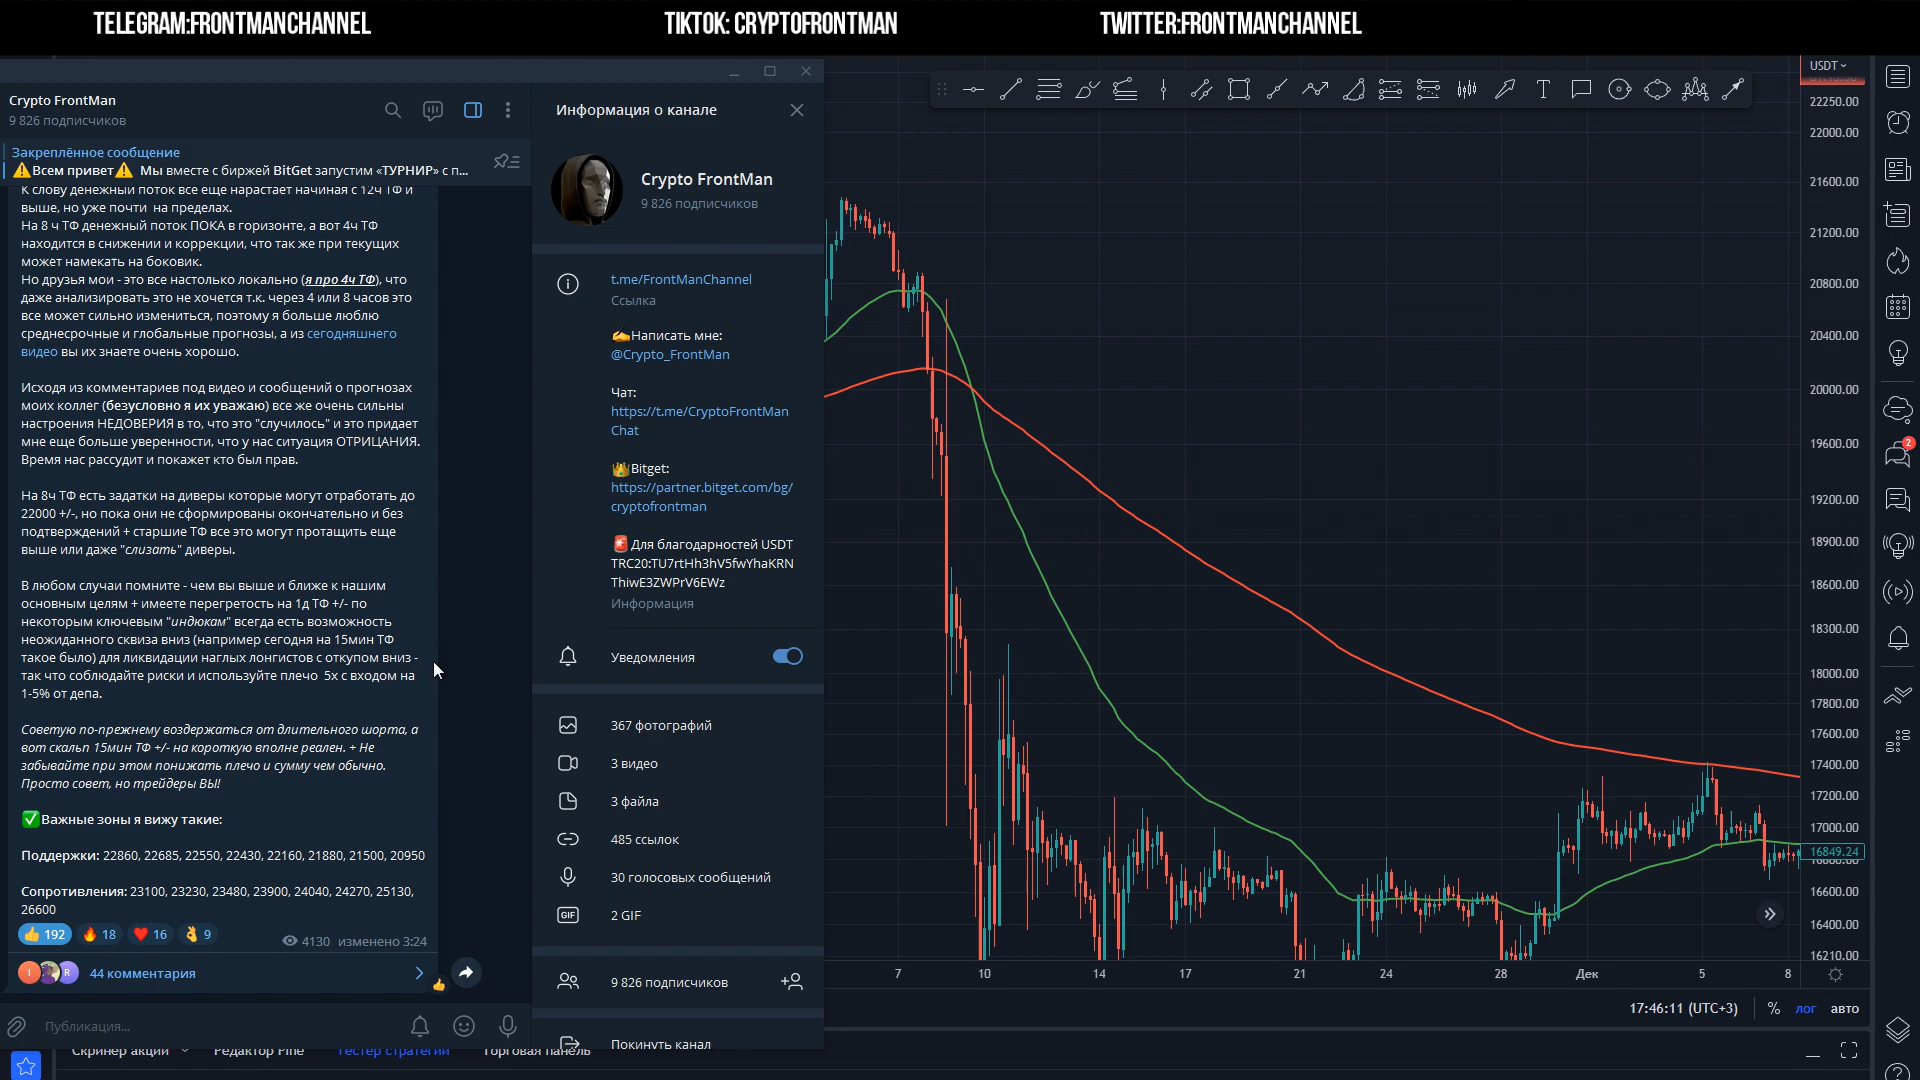 TELEGRAM:FRONTMANCHANNEL
TIKTOK: CRYPTOFRONTMAN
TWITTER:FRONTMANCHANNEL
Crypto FrontMan
9 826 подписчиков
Закреплённое сообщение
⚠️Всем привет⚠️ Мы вместе с биржей BitGet запустим «ТУРНИР» с п...
К слову денежный поток все еще нарастает начиная с 12ч ТФ и
выше, но уже почти на пределах.
На 8 ч ТФ денежный поток ПОКА в горизонте, а вот 4ч ТФ
находится в снижении и коррекции, что так же при текущих
может намекать на боковик.
Но друзья мои - это все настолько локально (я про 4ч ТФ), что
даже анализировать это не хочется т.к. через 4 или 8 часов это
все может сильно измениться, поэтому я больше люблю
среднесрочные и глобальные прогнозы, а из сегодняшнего
видео вы их знаете очень хорошо.
Исходя из комментариев под видео и сообщений о прогнозах
моих коллег (безусловно я их уважаю) все же очень сильны
настроения НЕДОВЕРИЯ в то, что это "случилось" и это придает
мне еще больше уверенности, что у нас ситуация ОТРИЦАНИЯ.
Время нас рассудит и покажет кто был прав.
На 8ч ТФ есть задатки на диверы которые могут отработать до
22000 +/-, но пока они не сформированы окончательно и без
подтверждений + старшие ТФ все это могут протащить еще
выше или даже "слизать" диверы.
В любом случаи помните - чем вы выше и ближе к нашим
основным целям + имеете перегретость на 1д ТФ +/- по
некоторым ключевым "индюкам" всегда есть возможность
неожиданного сквиза вниз (например сегодня на 15мин ТФ
такое было) для ликвидации наглых лонгистов с откупом вниз -
так что соблюдайте риски и используйте плечо 5х с входом на
1-5% от депа.
Советую по-прежнему воздержаться от длительного шорта, а
вот скальп 15мин ТФ +/- на короткую вполне реален. + Не
забывайте при этом понижать плечо и сумму чем обычно.
Просто совет, но трейдеры ВЫ!
✅Важные зоны я вижу такие:
Поддержки: 22860, 22685, 22550, 22430, 22160, 21880, 21500, 20950
Сопротивления: 23100, 23230, 23480, 23900, 24040, 24270, 25130,
26600
👍 192 🔥 18 ❤️ 16 👌 9
4130 изменено 3:24
I R 44 комментария
Публикация...
Информация о канале
Crypto FrontMan
9 826 подписчиков
t.me/FrontManChannel
Ссылка
✍️Написать мне:
@Crypto_FrontMan
Чат:
https://t.me/CryptoFrontMan
Chat
👑Bitget:
https://partner.bitget.com/bg/
cryptofrontman
🚨Для благодарностей USDT
TRC20:TU7rtHh3hV5fwYhaKRN
ThiwE3ZWPrV6EWz
Информация
Уведомления
367 фотографий
3 видео
3 файла
485 ссылок
30 голосовых сообщений
GIF 2 GIF
9 826 подписчиков
Покинуть канал
Скринер акций Редактор Pine Тестер стратегий Торговая панель
USDT
22250.00
22000.00
21600.00
21200.00
20800.00
20400.00
20000.00
19600.00
19200.00
18900.00
18600.00
18300.00
18000.00
17800.00
17600.00
17400.00
17200.00
17000.00
16849.24
16600.00
16400.00
16210.00
7 10 14 17 21 24 28 Дек 5 8
17:46:11 (UTC+3) % лог авто
2